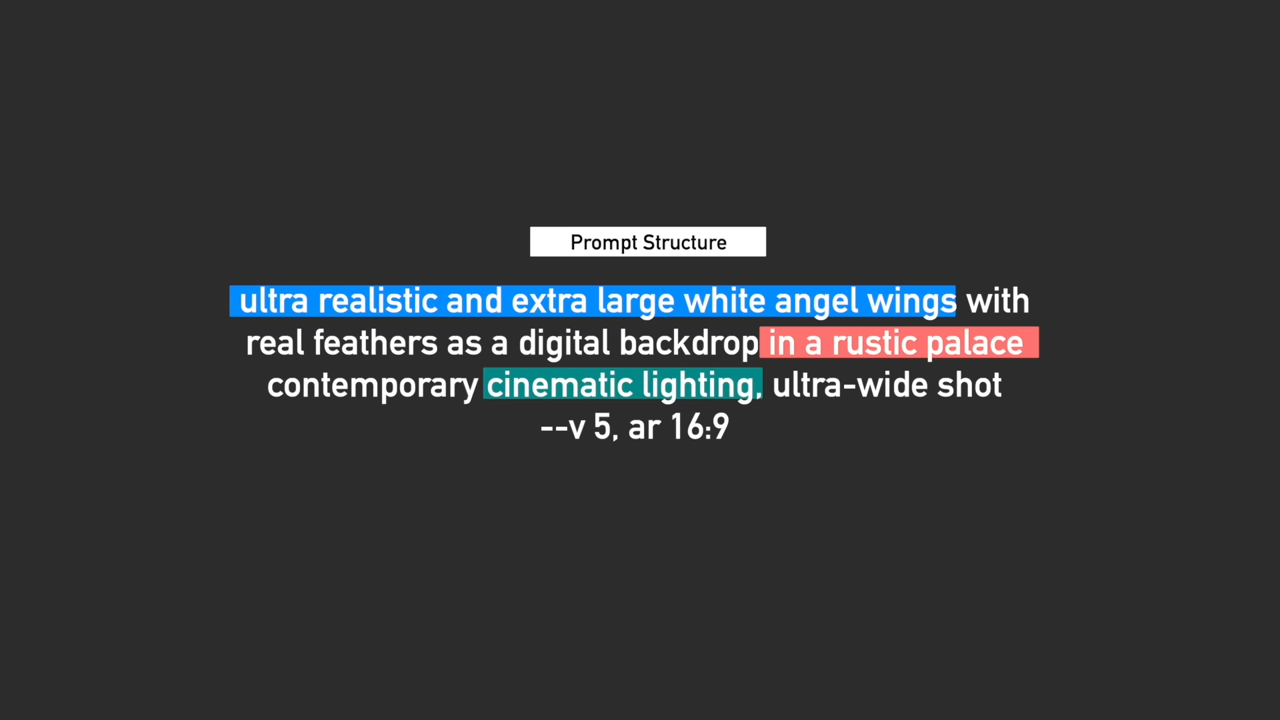 Prompt Structure
ultra realistic and extra large white angel wings with
real feathers as a digital backdrop in a rustic palace
contemporary cinematic lighting, ultra-wide shot
--v 5, ar 16:9